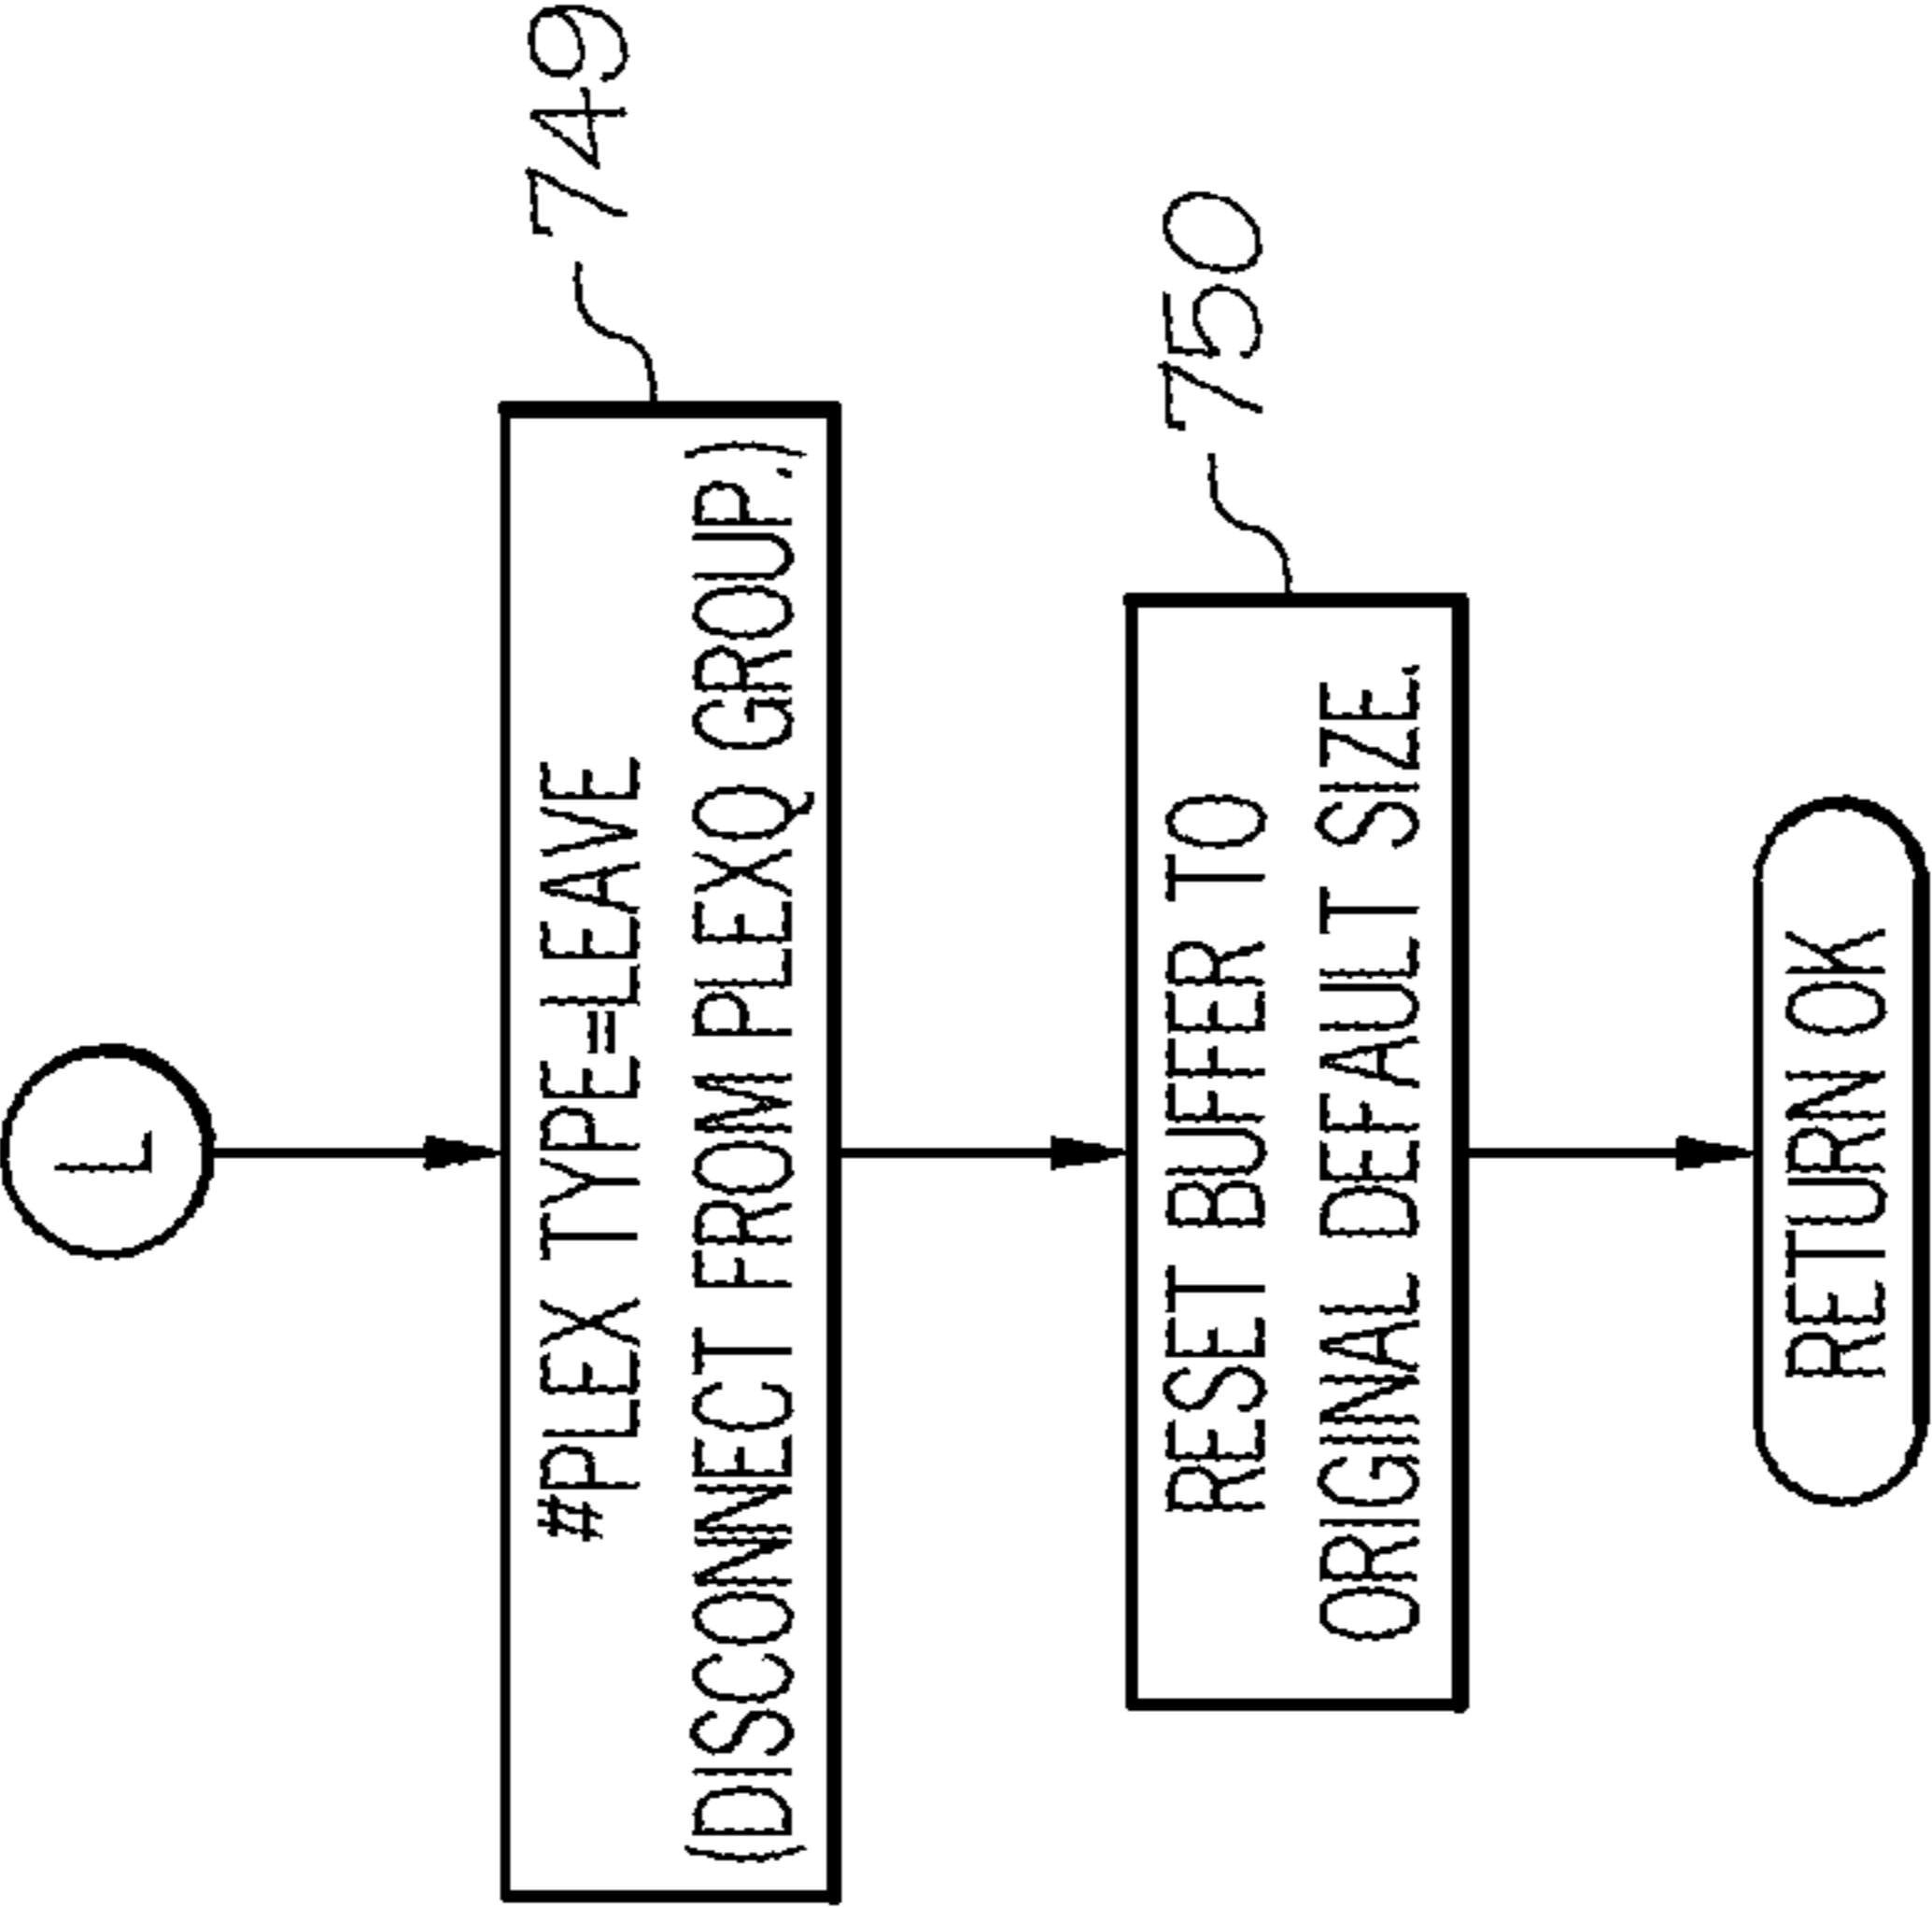 L
#PLEX TYPE=LEAVE
(DISCONNECT FROM PLEXQ GROUP.)
749
RESET BUFFER TO
ORIGINAL DEFAULT SIZE.
750
RETURN OK